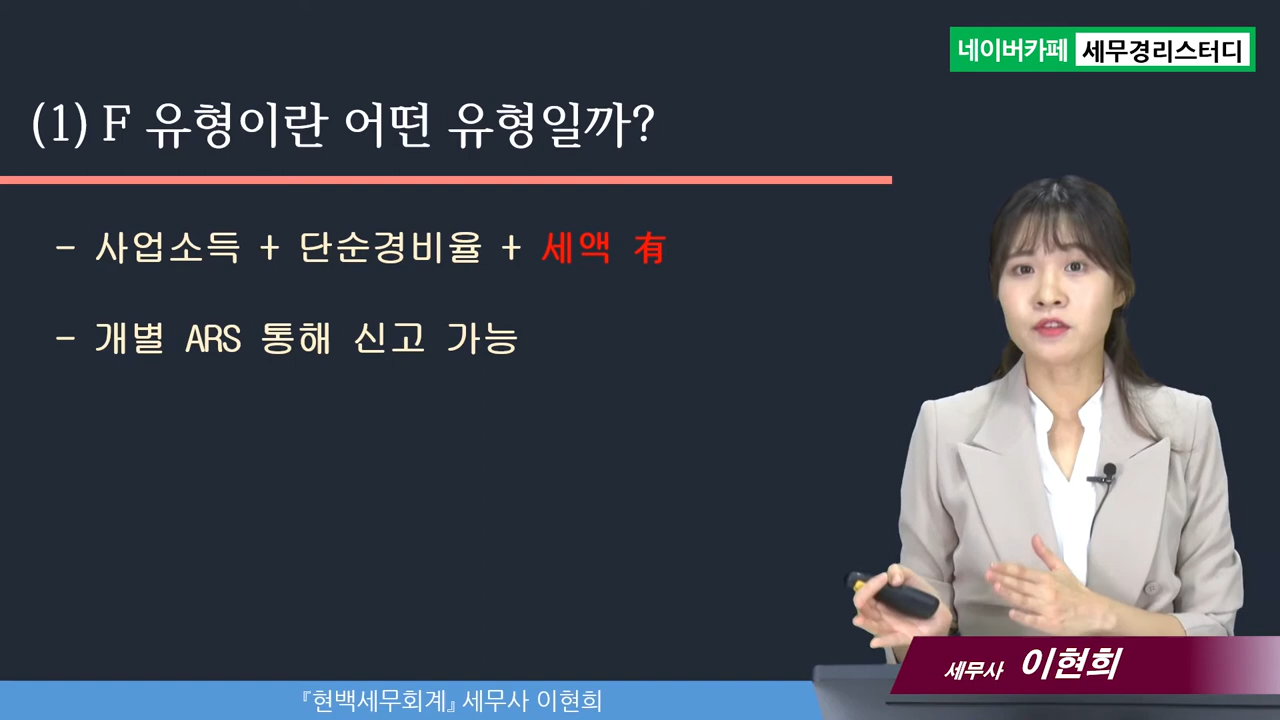 네이버카페 세무경리스터디
(1) F 유형이란 어떤 유형일까?
- 사업소득 + 단순경비율 + 세액 有
- 개별 ARS 통해 신고 가능
세무사 이현희
『현백세무회계』 세무사 이현희